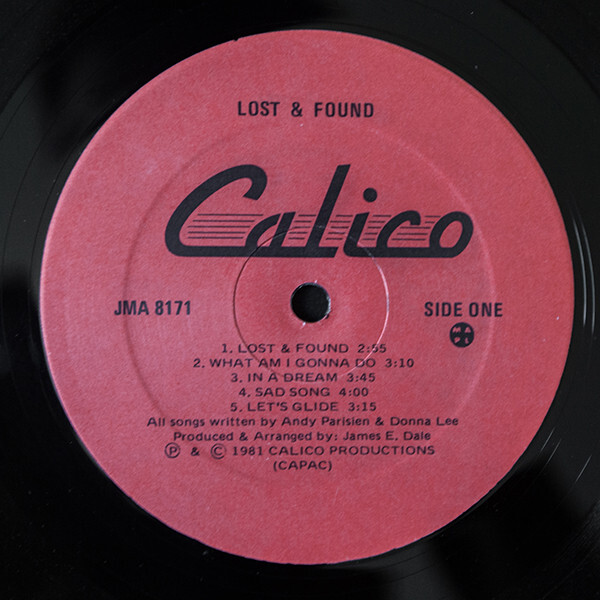 LOST & FOUND
Calico
JMA 8171
SIDE ONE
M A
P L
1. LOST & FOUND 2:55
2. WHAT AM I GONNA DO 3:10
3. IN A DREAM 3:45
4. SAD SONG 4:00
5. LET'S GLIDE 3:15
All songs written by Andy Parisien & Donna Lee
Produced & Arranged by: James E. Dale
Ⓟ & © 1981 CALICO PRODUCTIONS
(CAPAC)